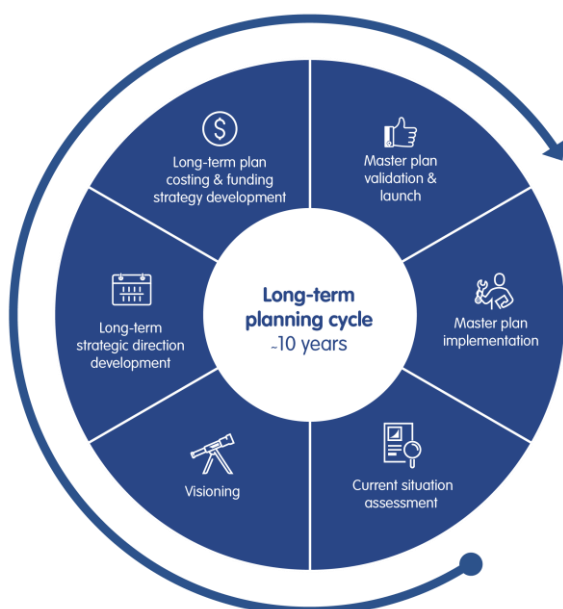 $
Long-term plan
costing & funding
strategy development
Master plan
validation &
launch
Long-term
strategic direction
development
Long-term
planning cycle
~10 years
Master plan
implementation
Visioning
Current situation
assessment